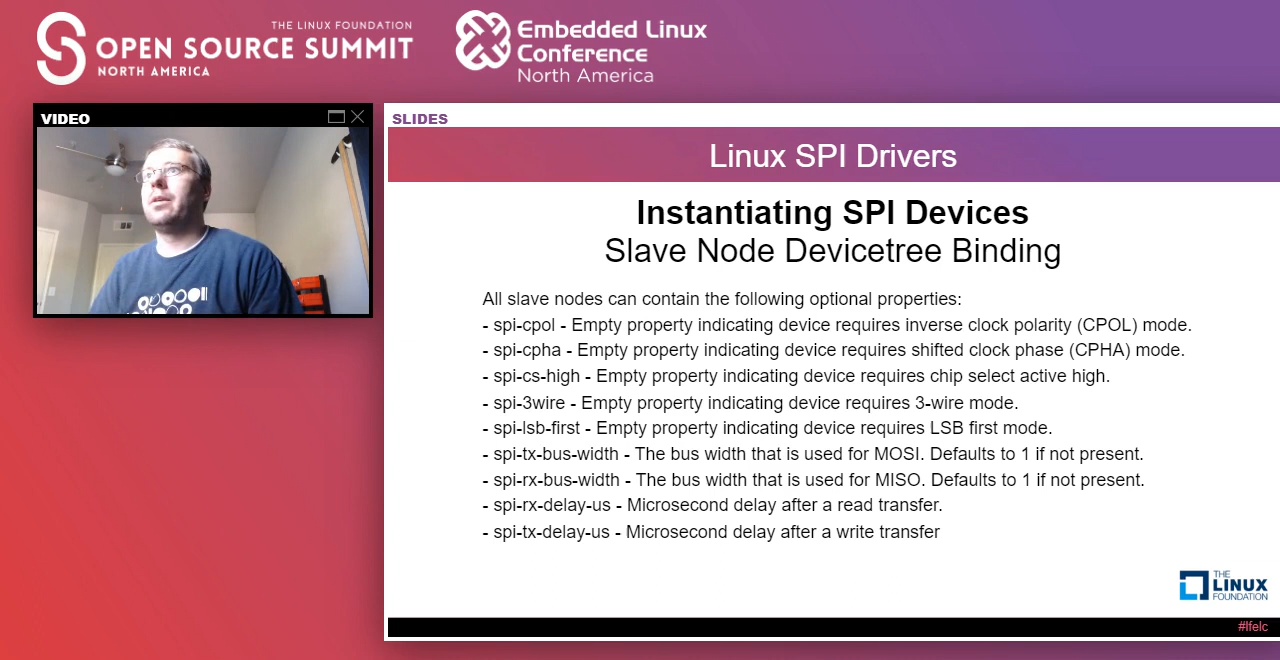 THE LINUX FOUNDATION
OPEN SOURCE SUMMIT
NORTH AMERICA
Embedded Linux
Conference
North America
VIDEO
SLIDES
Linux SPI Drivers
Instantiating SPI Devices
Slave Node Devicetree Binding
All slave nodes can contain the following optional properties:
- spi-cpol - Empty property indicating device requires inverse clock polarity (CPOL) mode.
- spi-cpha - Empty property indicating device requires shifted clock phase (CPHA) mode.
- spi-cs-high - Empty property indicating device requires chip select active high.
- spi-3wire - Empty property indicating device requires 3-wire mode.
- spi-lsb-first - Empty property indicating device requires LSB first mode.
- spi-tx-bus-width - The bus width that is used for MOSI. Defaults to 1 if not present.
- spi-rx-bus-width - The bus width that is used for MISO. Defaults to 1 if not present.
- spi-rx-delay-us - Microsecond delay after a read transfer.
- spi-tx-delay-us - Microsecond delay after a write transfer
THE
LINUX
FOUNDATION
#lfelc